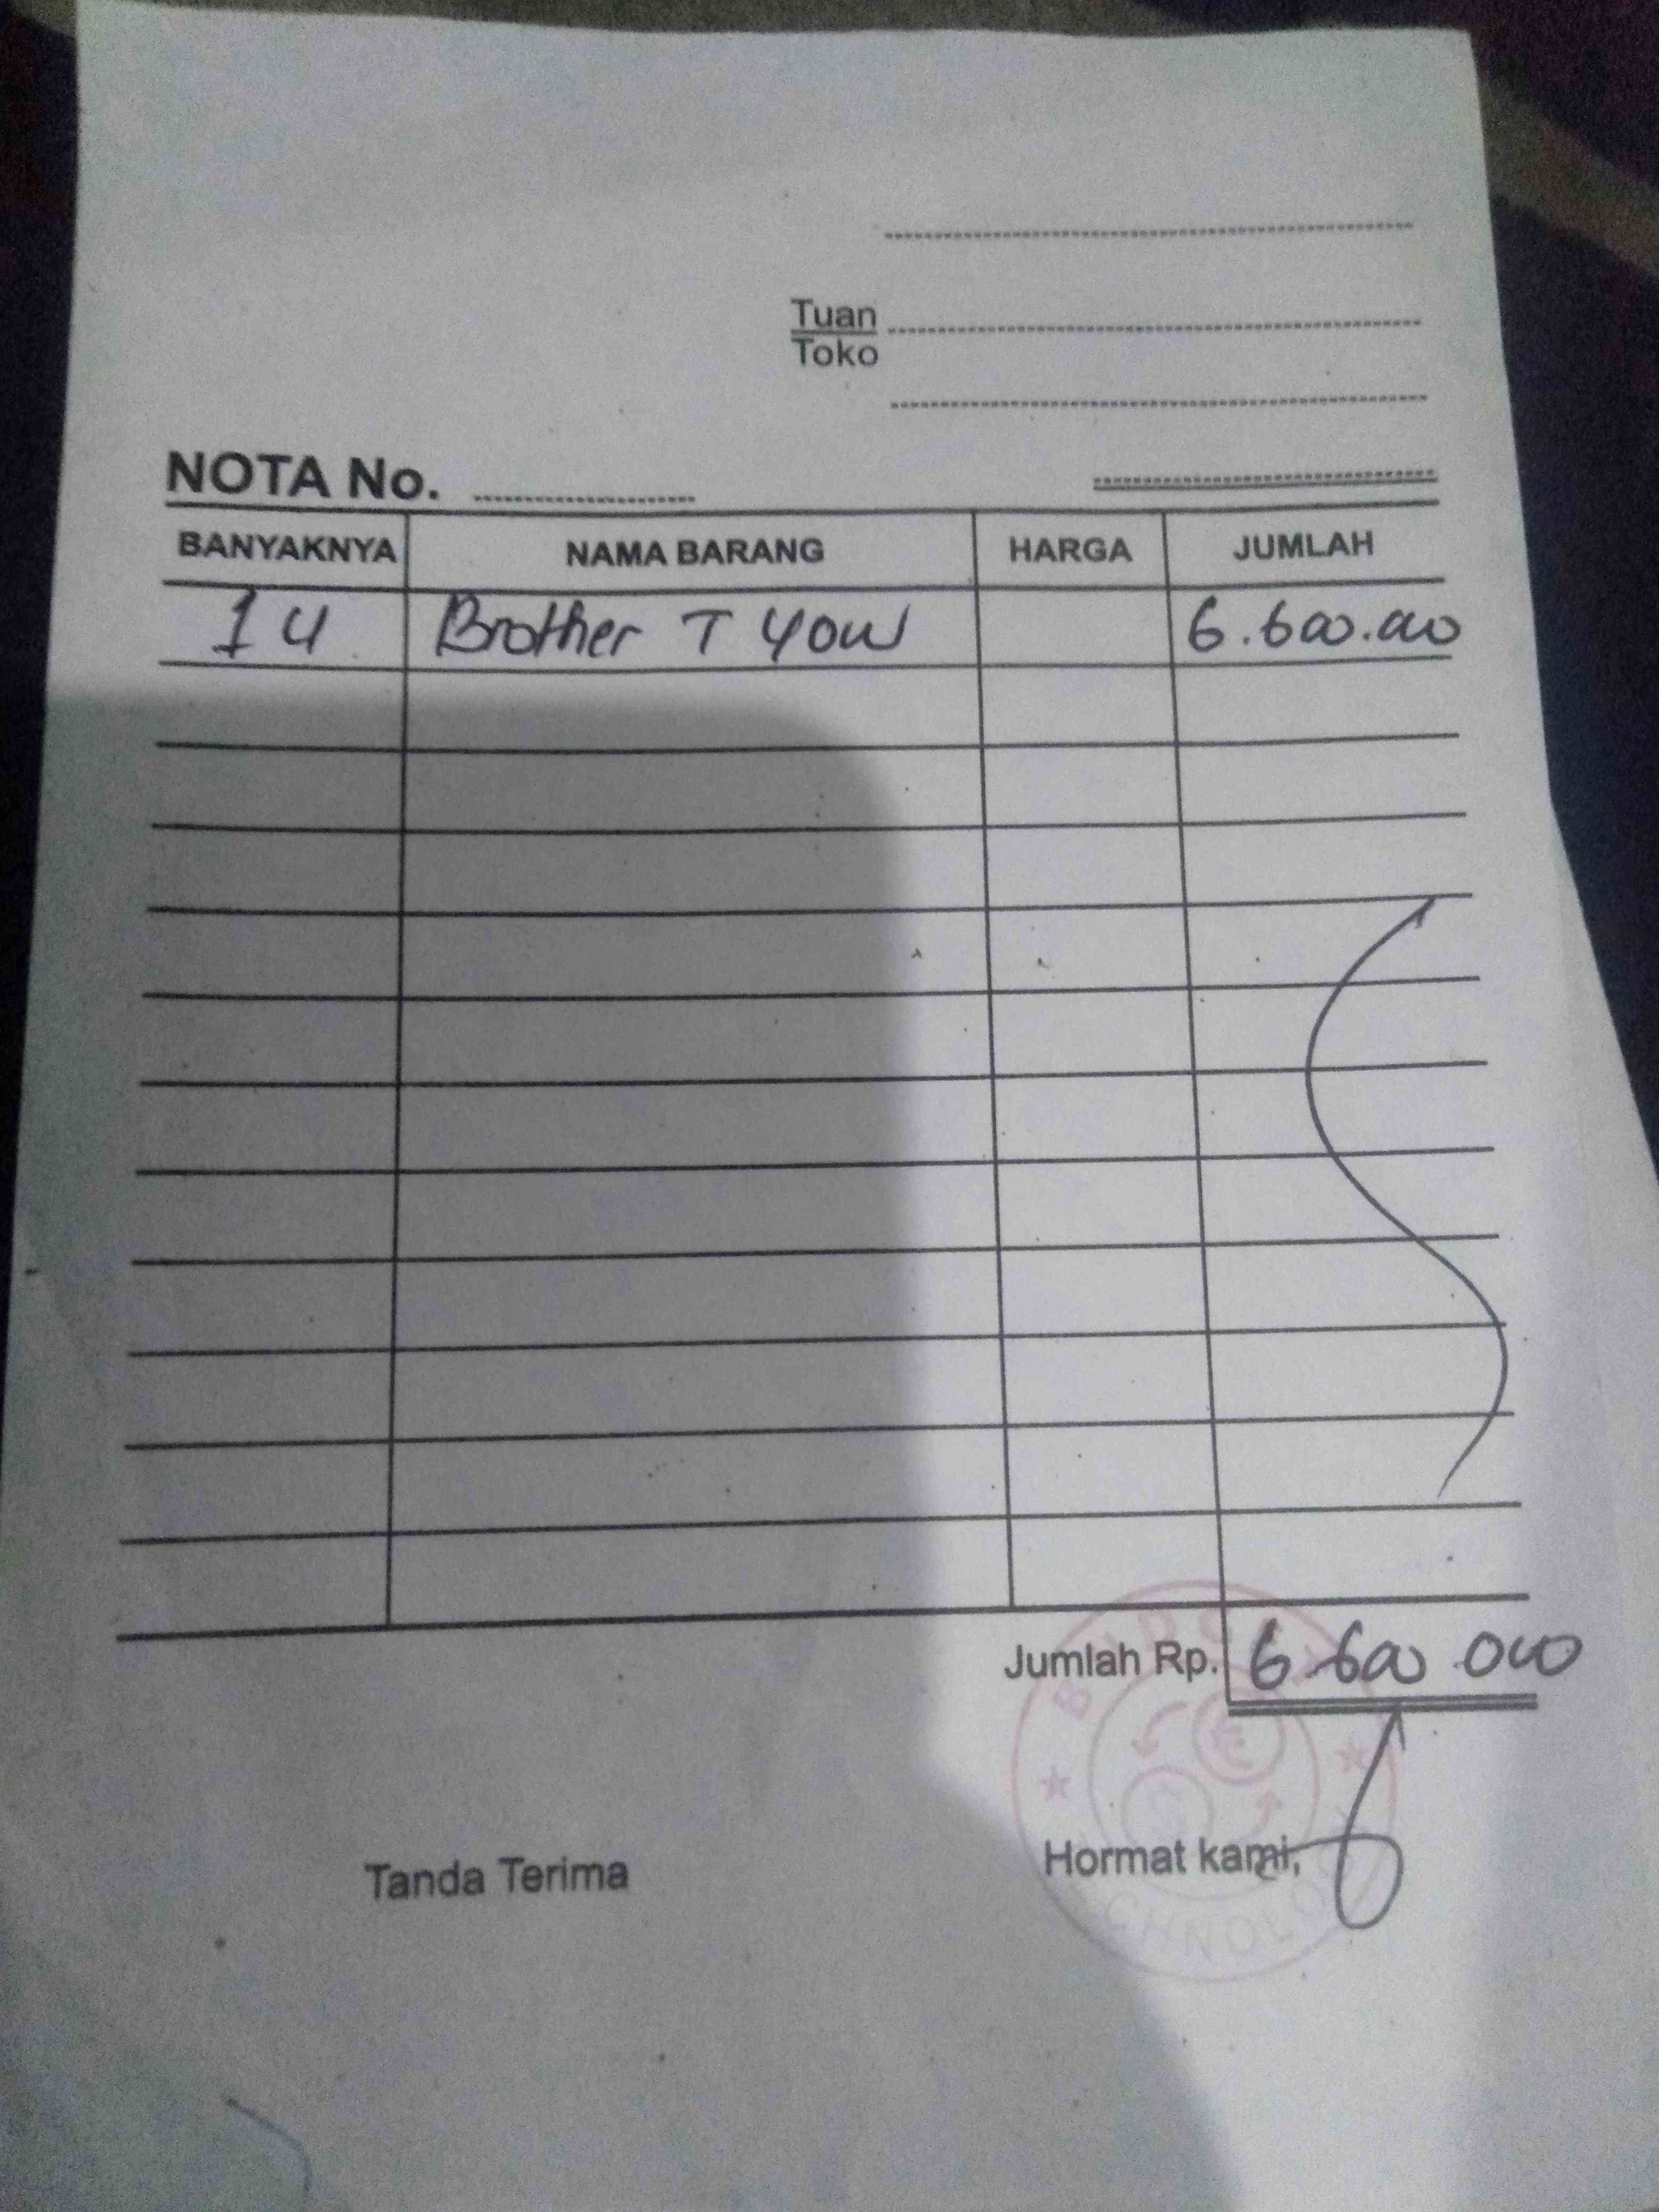 Tuan
Toko
NOTA No.
BANYAKNYA NAMA BARANG HARGA JUMLAH
1 U Brother T 40W 6.600.000
Jumlah Rp. 6.600.000
Tanda Terima Hormat kami,